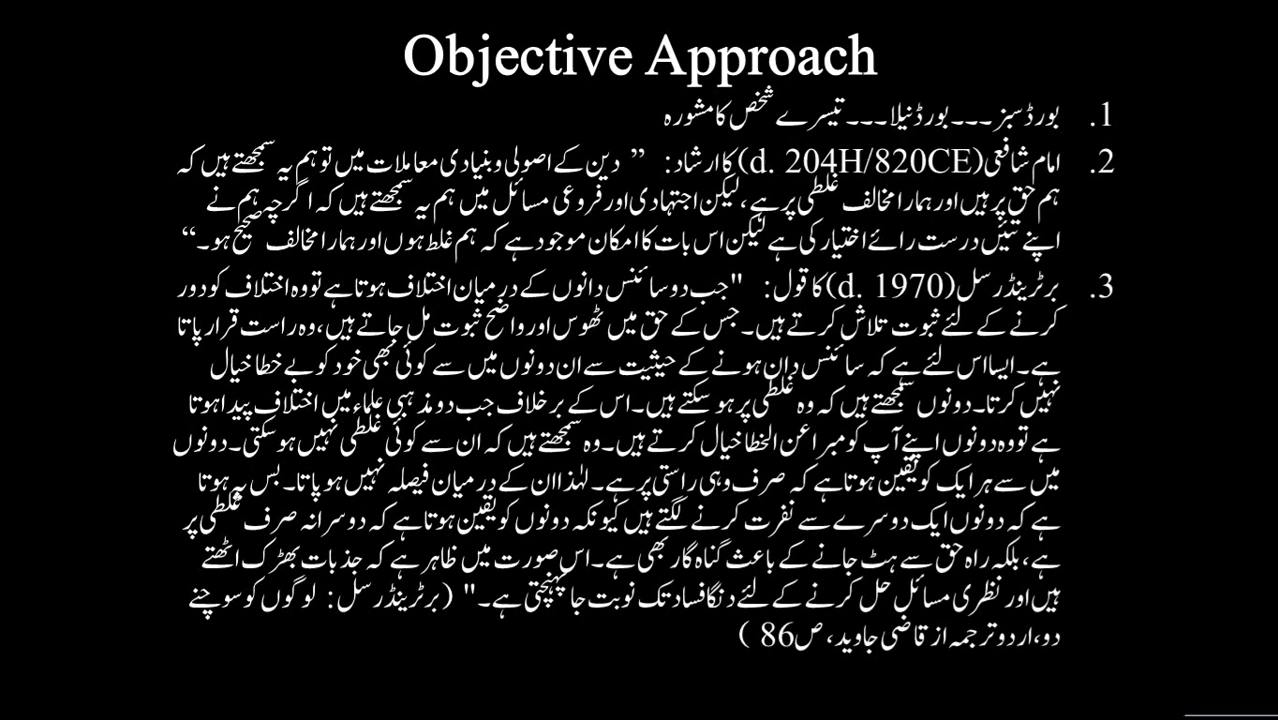 Objective Approach
1. بورڈ سبز۔۔۔بورڈ نیلا۔۔۔تیسرے شخص کا مشورہ
2. امام شافعی (d. 204H/820CE) کا ارشاد: ” دین کے اصولی و بنیادی معاملات میں تو ہم یہ سمجھتے ہیں کہ
ہم حق پر ہیں اور ہمارا مخالف غلطی پر ہے، لیکن اجتہادی اور فروعی مسائل میں ہم یہ سمجھتے ہیں کہ اگرچہ ہم نے
اپنے تئیں درست رائے اختیار کی ہے لیکن اس بات کا امکان موجود ہے کہ ہم غلط ہوں اور ہمارا مخالف صحیح ہو۔“
3. برٹرینڈ رسل (d. 1970) کا قول: "جب دو سائنس دانوں کے درمیان اختلاف ہوتا ہے تو وہ اختلاف کو دور
کرنے کے لئے ثبوت تلاش کرتے ہیں۔ جس کے حق میں ٹھوس اور واضح ثبوت مل جاتے ہیں، وہ راست قرار پاتا
ہے۔ ایسا اس لئے ہے کہ سائنس دان ہونے کے حیثیت سے ان دونوں میں سے کوئی بھی خود کو بے خطا خیال
نہیں کرتا۔ دونوں سمجھتے ہیں کہ وہ غلطی پر ہو سکتے ہیں۔ اس کے برخلاف جب دو مذہبی علماء میں اختلاف پیدا ہوتا
ہے تو وہ دونوں اپنے آپ کو مبرا عن الخطا خیال کرتے ہیں۔ وہ سمجھتے ہیں کہ ان سے کوئی غلطی نہیں ہو سکتی۔ دونوں
میں سے ہر ایک کو یقین ہوتا ہے کہ صرف وہی راستی پر ہے۔ لہٰذا ان کے درمیان فیصلہ نہیں ہو پاتا۔ بس یہ ہوتا
ہے کہ دونوں ایک دوسرے سے نفرت کرنے لگتے ہیں کیونکہ دونوں کو یقین ہوتا ہے کہ دوسرا نہ صرف غلطی پر
ہے، بلکہ راہ حق سے ہٹ جانے کے باعث گناہ گار بھی ہے۔ اس صورت میں ظاہر ہے کہ جذبات بھڑک اٹھتے
ہیں اور نظری مسائل حل کرنے کے لئے دنگا فساد تک نوبت جا پہنچتی ہے۔" (برٹرینڈ رسل: لوگوں کو سوچنے
دو، اردو ترجمہ از قاضی جاوید، ص 86 )